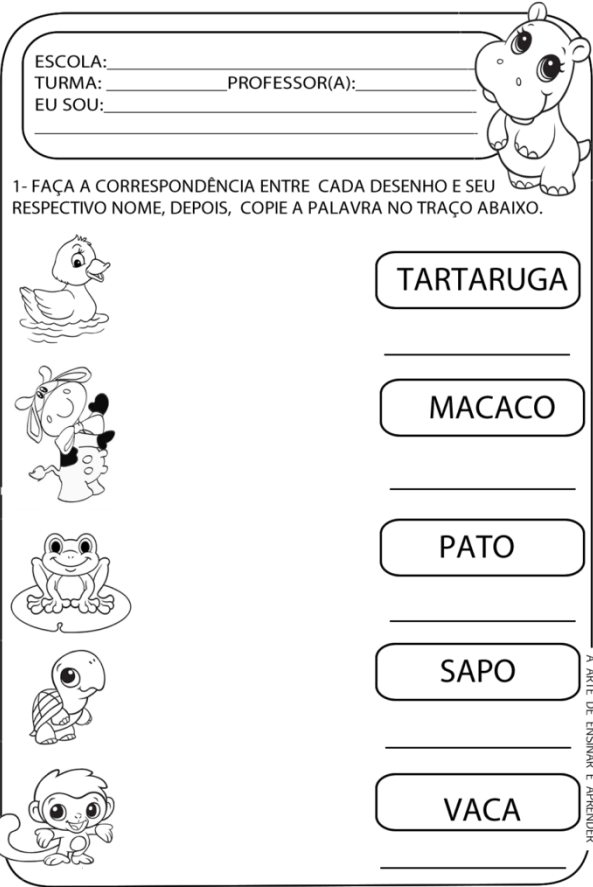 ESCOLA:
TURMA: PROFESSOR(A):
EU SOU:
1- FAÇA A CORRESPONDÊNCIA ENTRE CADA DESENHO E SEU
RESPECTIVO NOME, DEPOIS, COPIE A PALAVRA NO TRAÇO ABAIXO.
TARTARUGA
MACACO
PATO
SAPO
VACA
A ARTE DE ENSINAR E APRENDER